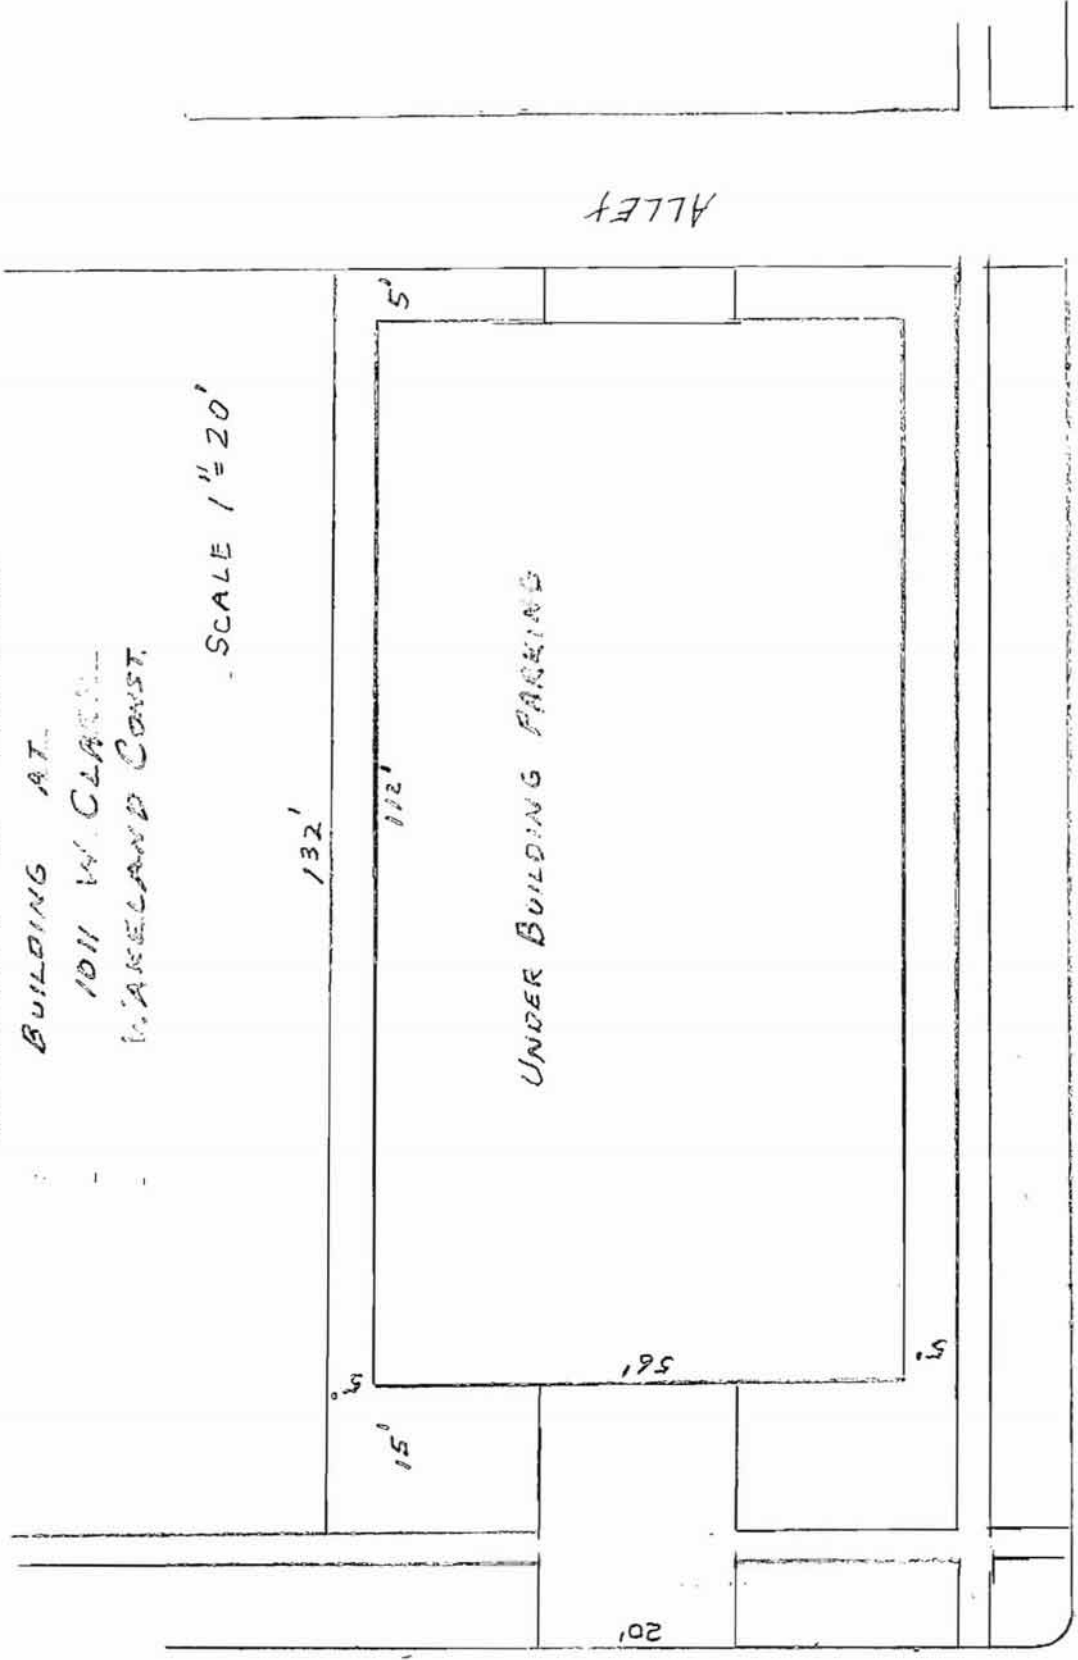 BUILDING AT
1011 W. CLARK
WAKELAND CONST.
SCALE 1"=20'
132'
112'
UNDER BUILDING PARKING
5'
15'
5'
56'
5'
20'
ALLEY